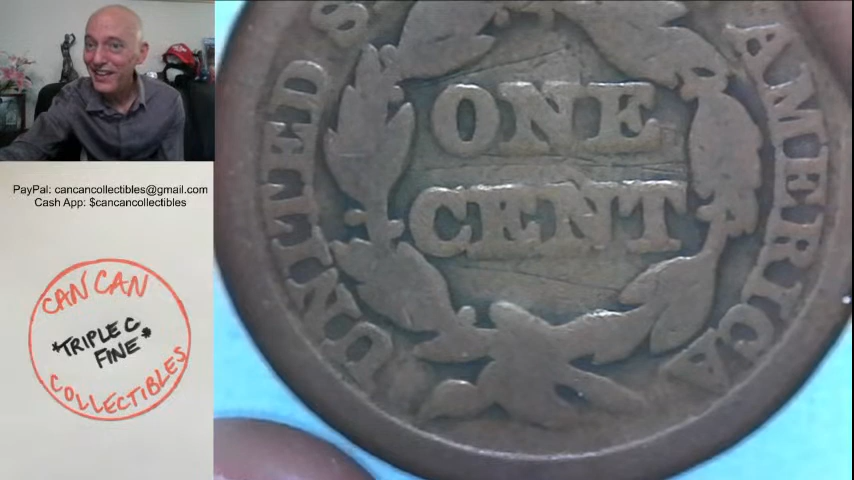 PayPal: cancancollectibles@gmail.com
Cash App: $cancancollectibles
CAN CAN
*TRIPLE C
FINE*
COLLECTIBLES
UNITED S
AMERICA
ONE
CENT